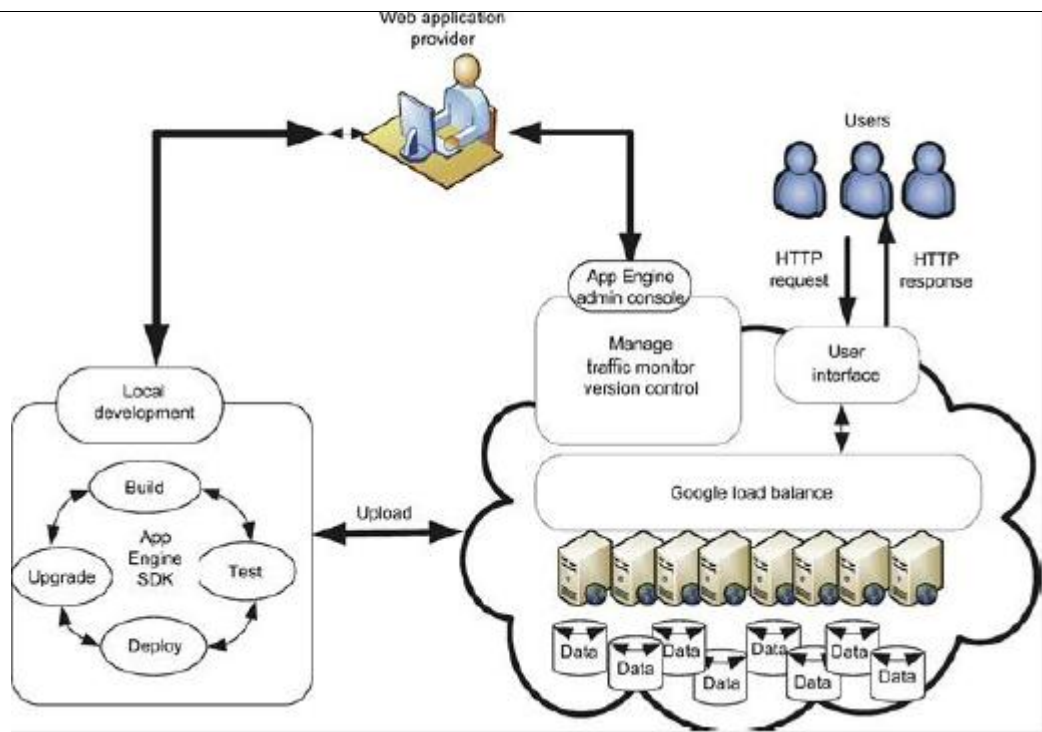 Web application
provider
Users
HTTP
request
HTTP
response
App Engine
admin console
Manage
traffic monitor
version control
User
interface
Local
development
Build
App
Engine
SDK
Upgrade
Test
Deploy
Upload
Google load balance
Data
Data
Data
Data
Data
Data
Data
Data